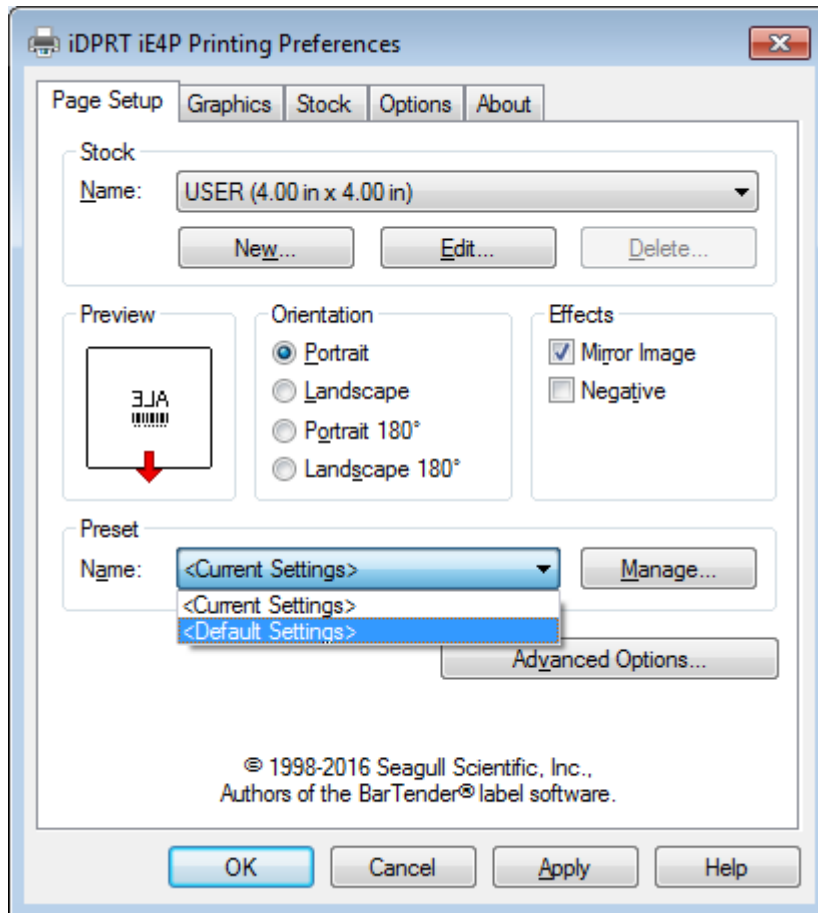 iDPRT iE4P Printing Preferences
Page Setup Graphics Stock Options About
Stock
Name: USER (4.00 in x 4.00 in)
New... Edit... Delete...
Preview Orientation Effects
Portrait Mirror Image
Landscape Negative
Portrait 180°
Landscape 180°
ALE
Preset
Name: <Current Settings> Manage...
<Current Settings>
<Default Settings>
Advanced Options...
© 1998-2016 Seagull Scientific, Inc.,
Authors of the BarTender® label software.
OK Cancel Apply Help